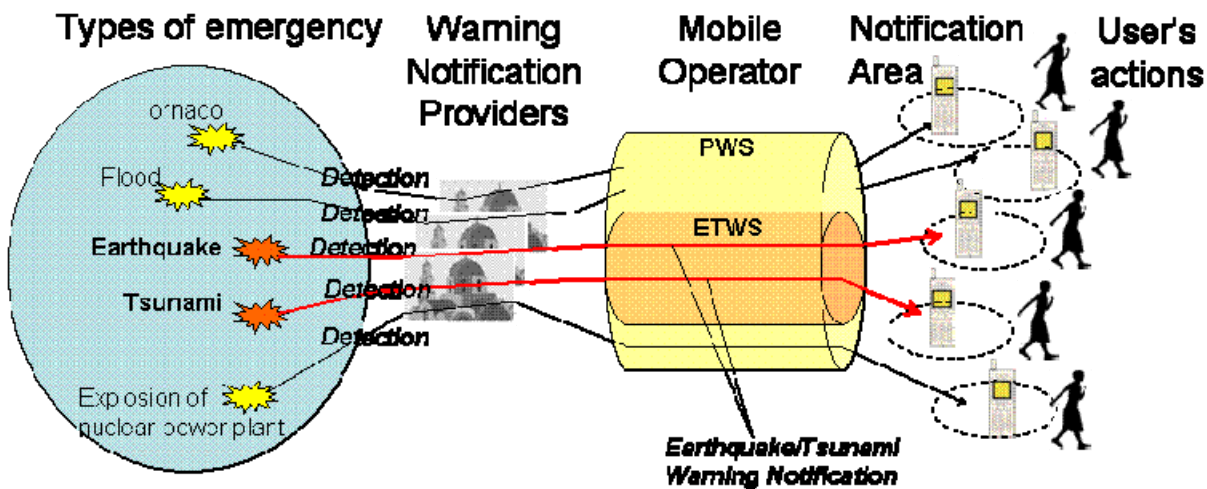 Types of emergency
Warning
Notification
Providers
Mobile
Operator
Notification
Area
User's
actions
ornaco
Flood
Earthquake
Tsunami
Exposion of
nuclear power plant
Detection
Detection
Detection
Detection
Detection
PWS
ETWS
Earthquake/Tsunami
Warning Notification